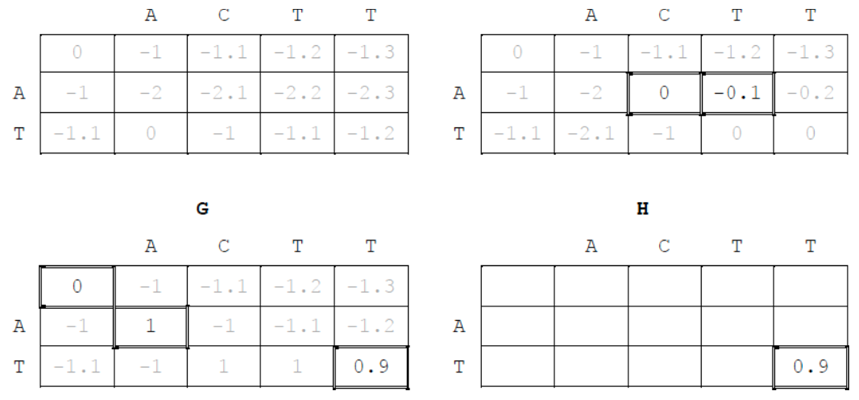 A C T T A C T T
0 -1 -1.1 -1.2 -1.3 0 -1 -1.1 -1.2 -1.3
A -1 -2 -2.1 -2.2 -2.3 A -1 -2 0 -0.1 -0.2
T -1.1 0 -1 -1.1 -1.2 T -1.1 -2.1 -1 0 0
G H
A C T T A C T T
0 -1 -1.1 -1.2 -1.3
A -1 1 -1 -1.1 -1.2 A
T -1.1 -1 1 1 0.9 T 0.9